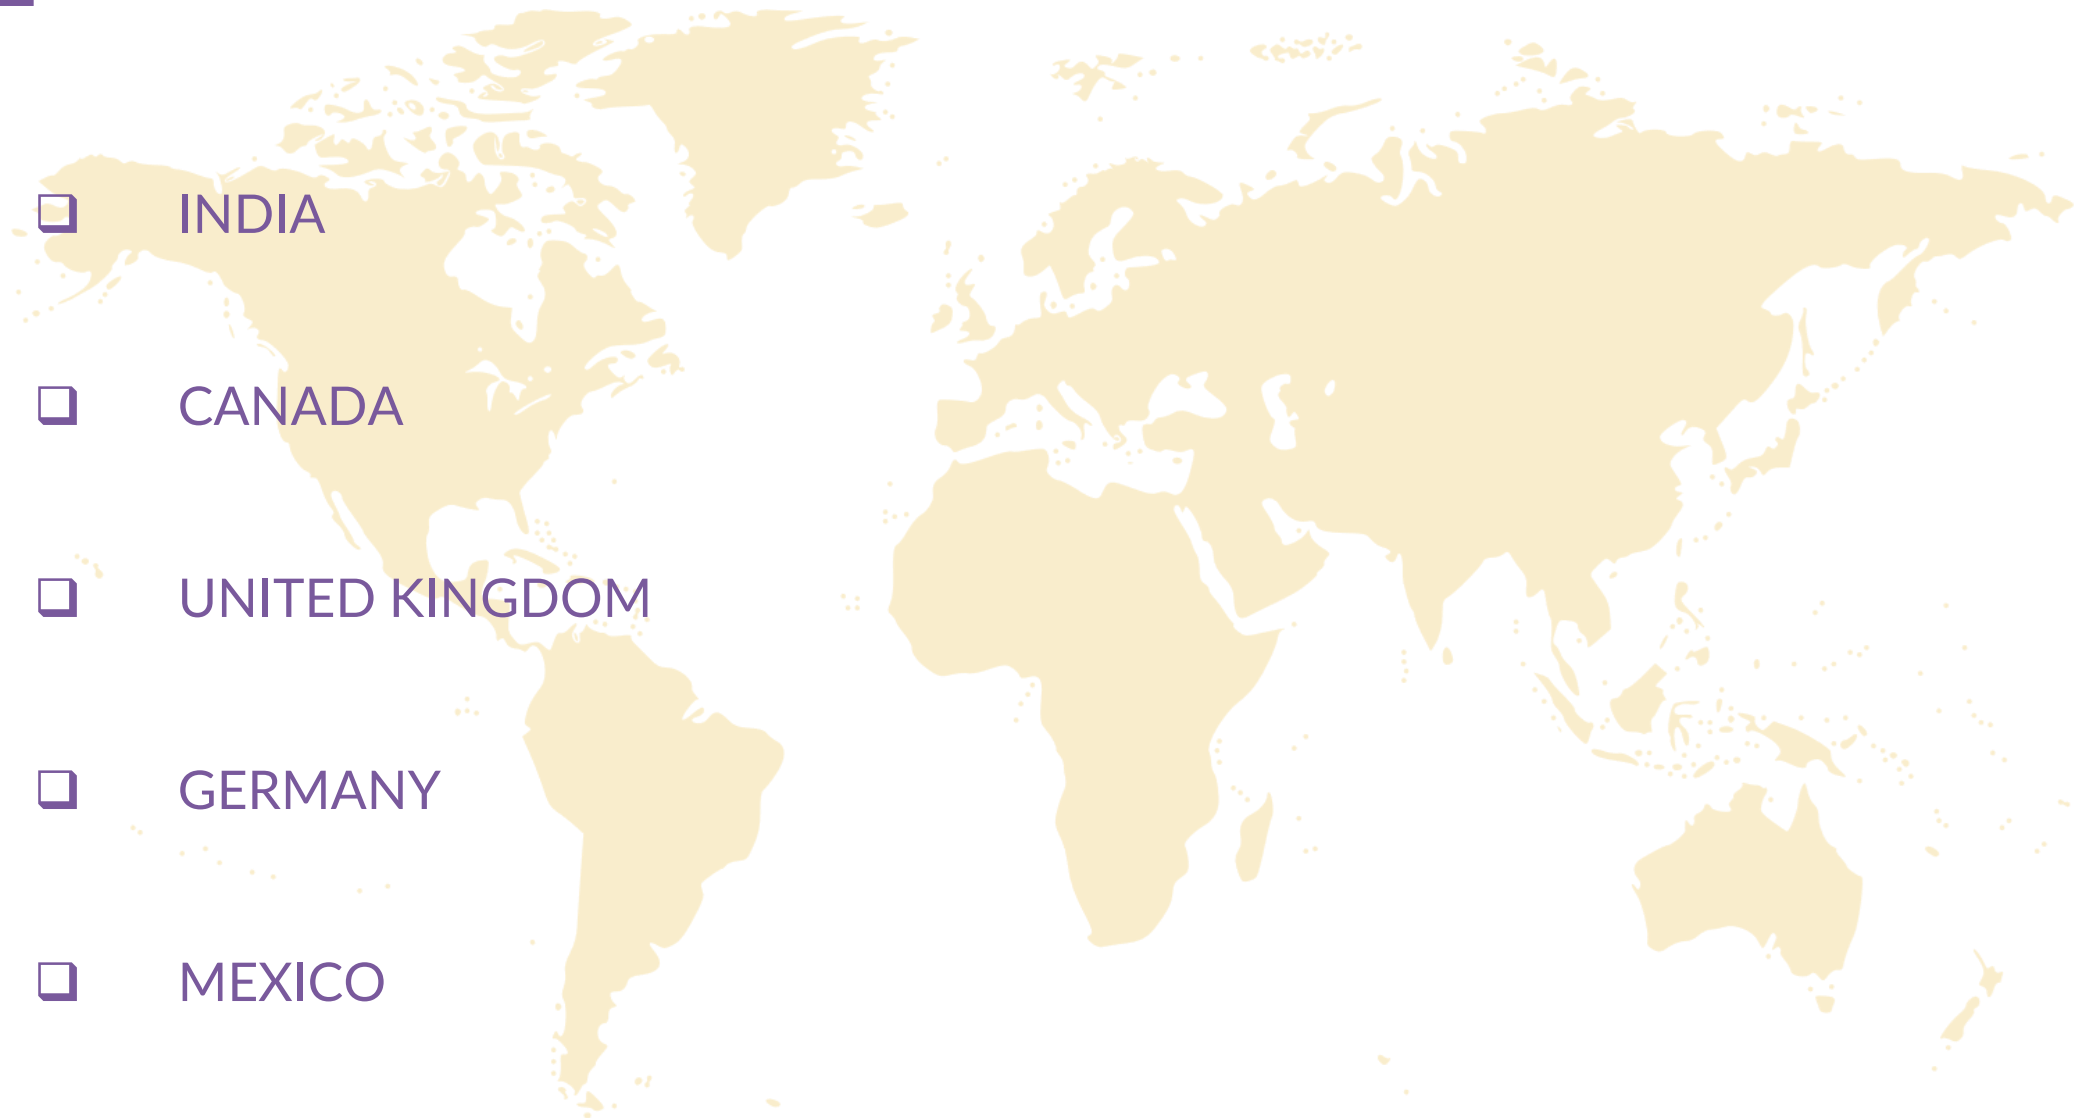 ❑ INDIA
❑ CANADA
❑ UNITED KINGDOM
❑ GERMANY
❑ MEXICO